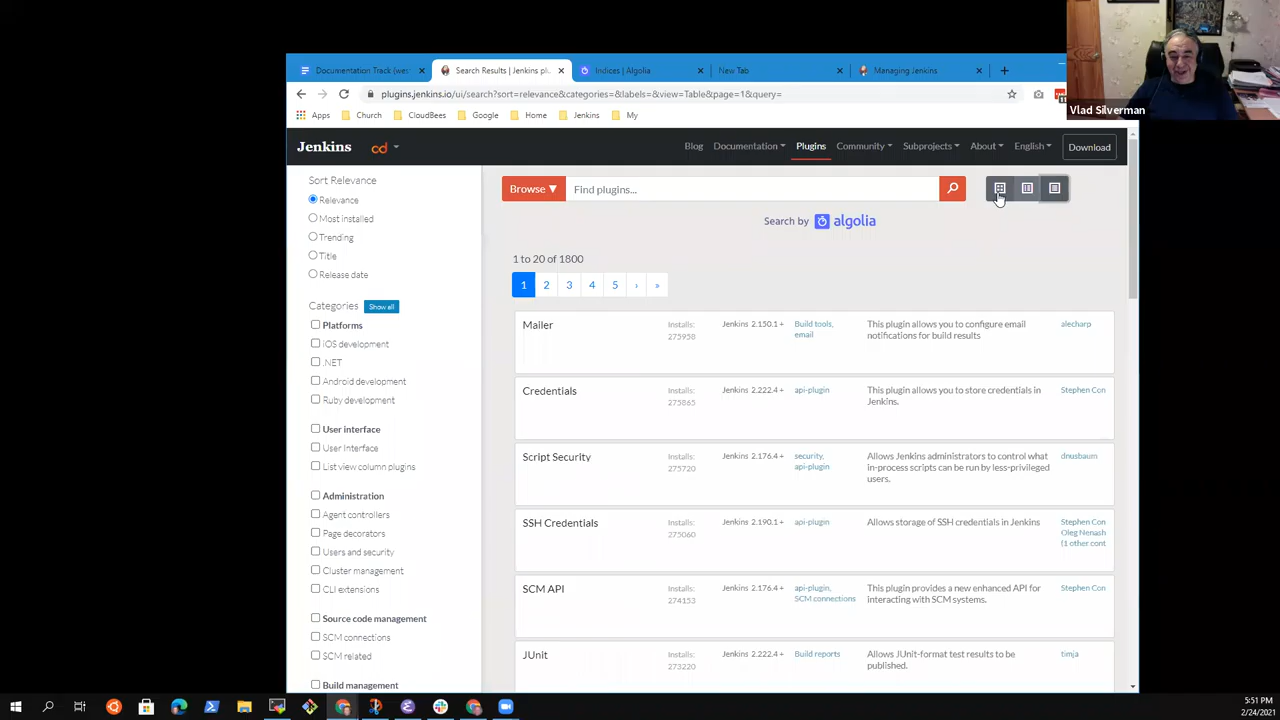 Documentation Track (wes
Search Results | Jenkins plu
Indices | Algolia
New Tab
Managing Jenkins
plugins.jenkins.io/ui/search?sort=relevance&categories=&labels=&view=Table&page=1&query=
Apps
Church
CloudBees
Google
Home
Jenkins
My
Vlad Silverman
Jenkins
cd
Blog
Documentation
Plugins
Community
Subprojects
About
English
Download
Sort Relevance
Relevance
Most installed
Trending
Title
Release date
Categories Show all
Platforms
iOS development
.NET
Android development
Ruby development
User interface
User Interface
List view column plugins
Administration
Agent controllers
Page decorators
Users and security
Cluster management
CLI extensions
Source code management
SCM connections
SCM related
Build management
Browse ▼
Find plugins...
Search by algolia
1 to 20 of 1800
1 2 3 4 5 › »
Mailer
Installs:
275958
Jenkins 2.150.1+
Build tools,
email
This plugin allows you to configure email
notifications for build results
alecharp
Credentials
Installs:
275865
Jenkins 2.222.4+
api-plugin
This plugin allows you to store credentials in
Jenkins.
Stephen Con
Script Security
Installs:
275720
Jenkins 2.176.4+
security,
api-plugin
Allows Jenkins administrators to control what
in-process scripts can be run by less-privileged
users.
dnusbaum
SSH Credentials
Installs:
275060
Jenkins 2.190.1+
api-plugin
Allows storage of SSH credentials in Jenkins
Stephen Con
Oleg Nenash
(1 other cont
SCM API
Installs:
274153
Jenkins 2.176.4+
api-plugin,
SCM connections
This plugin provides a new enhanced API for
interacting with SCM systems.
Stephen Con
JUnit
Installs:
273220
Jenkins 2.222.4+
Build reports
Allows JUnit-format test results to be
published.
timja
5:51 PM
2/24/2021